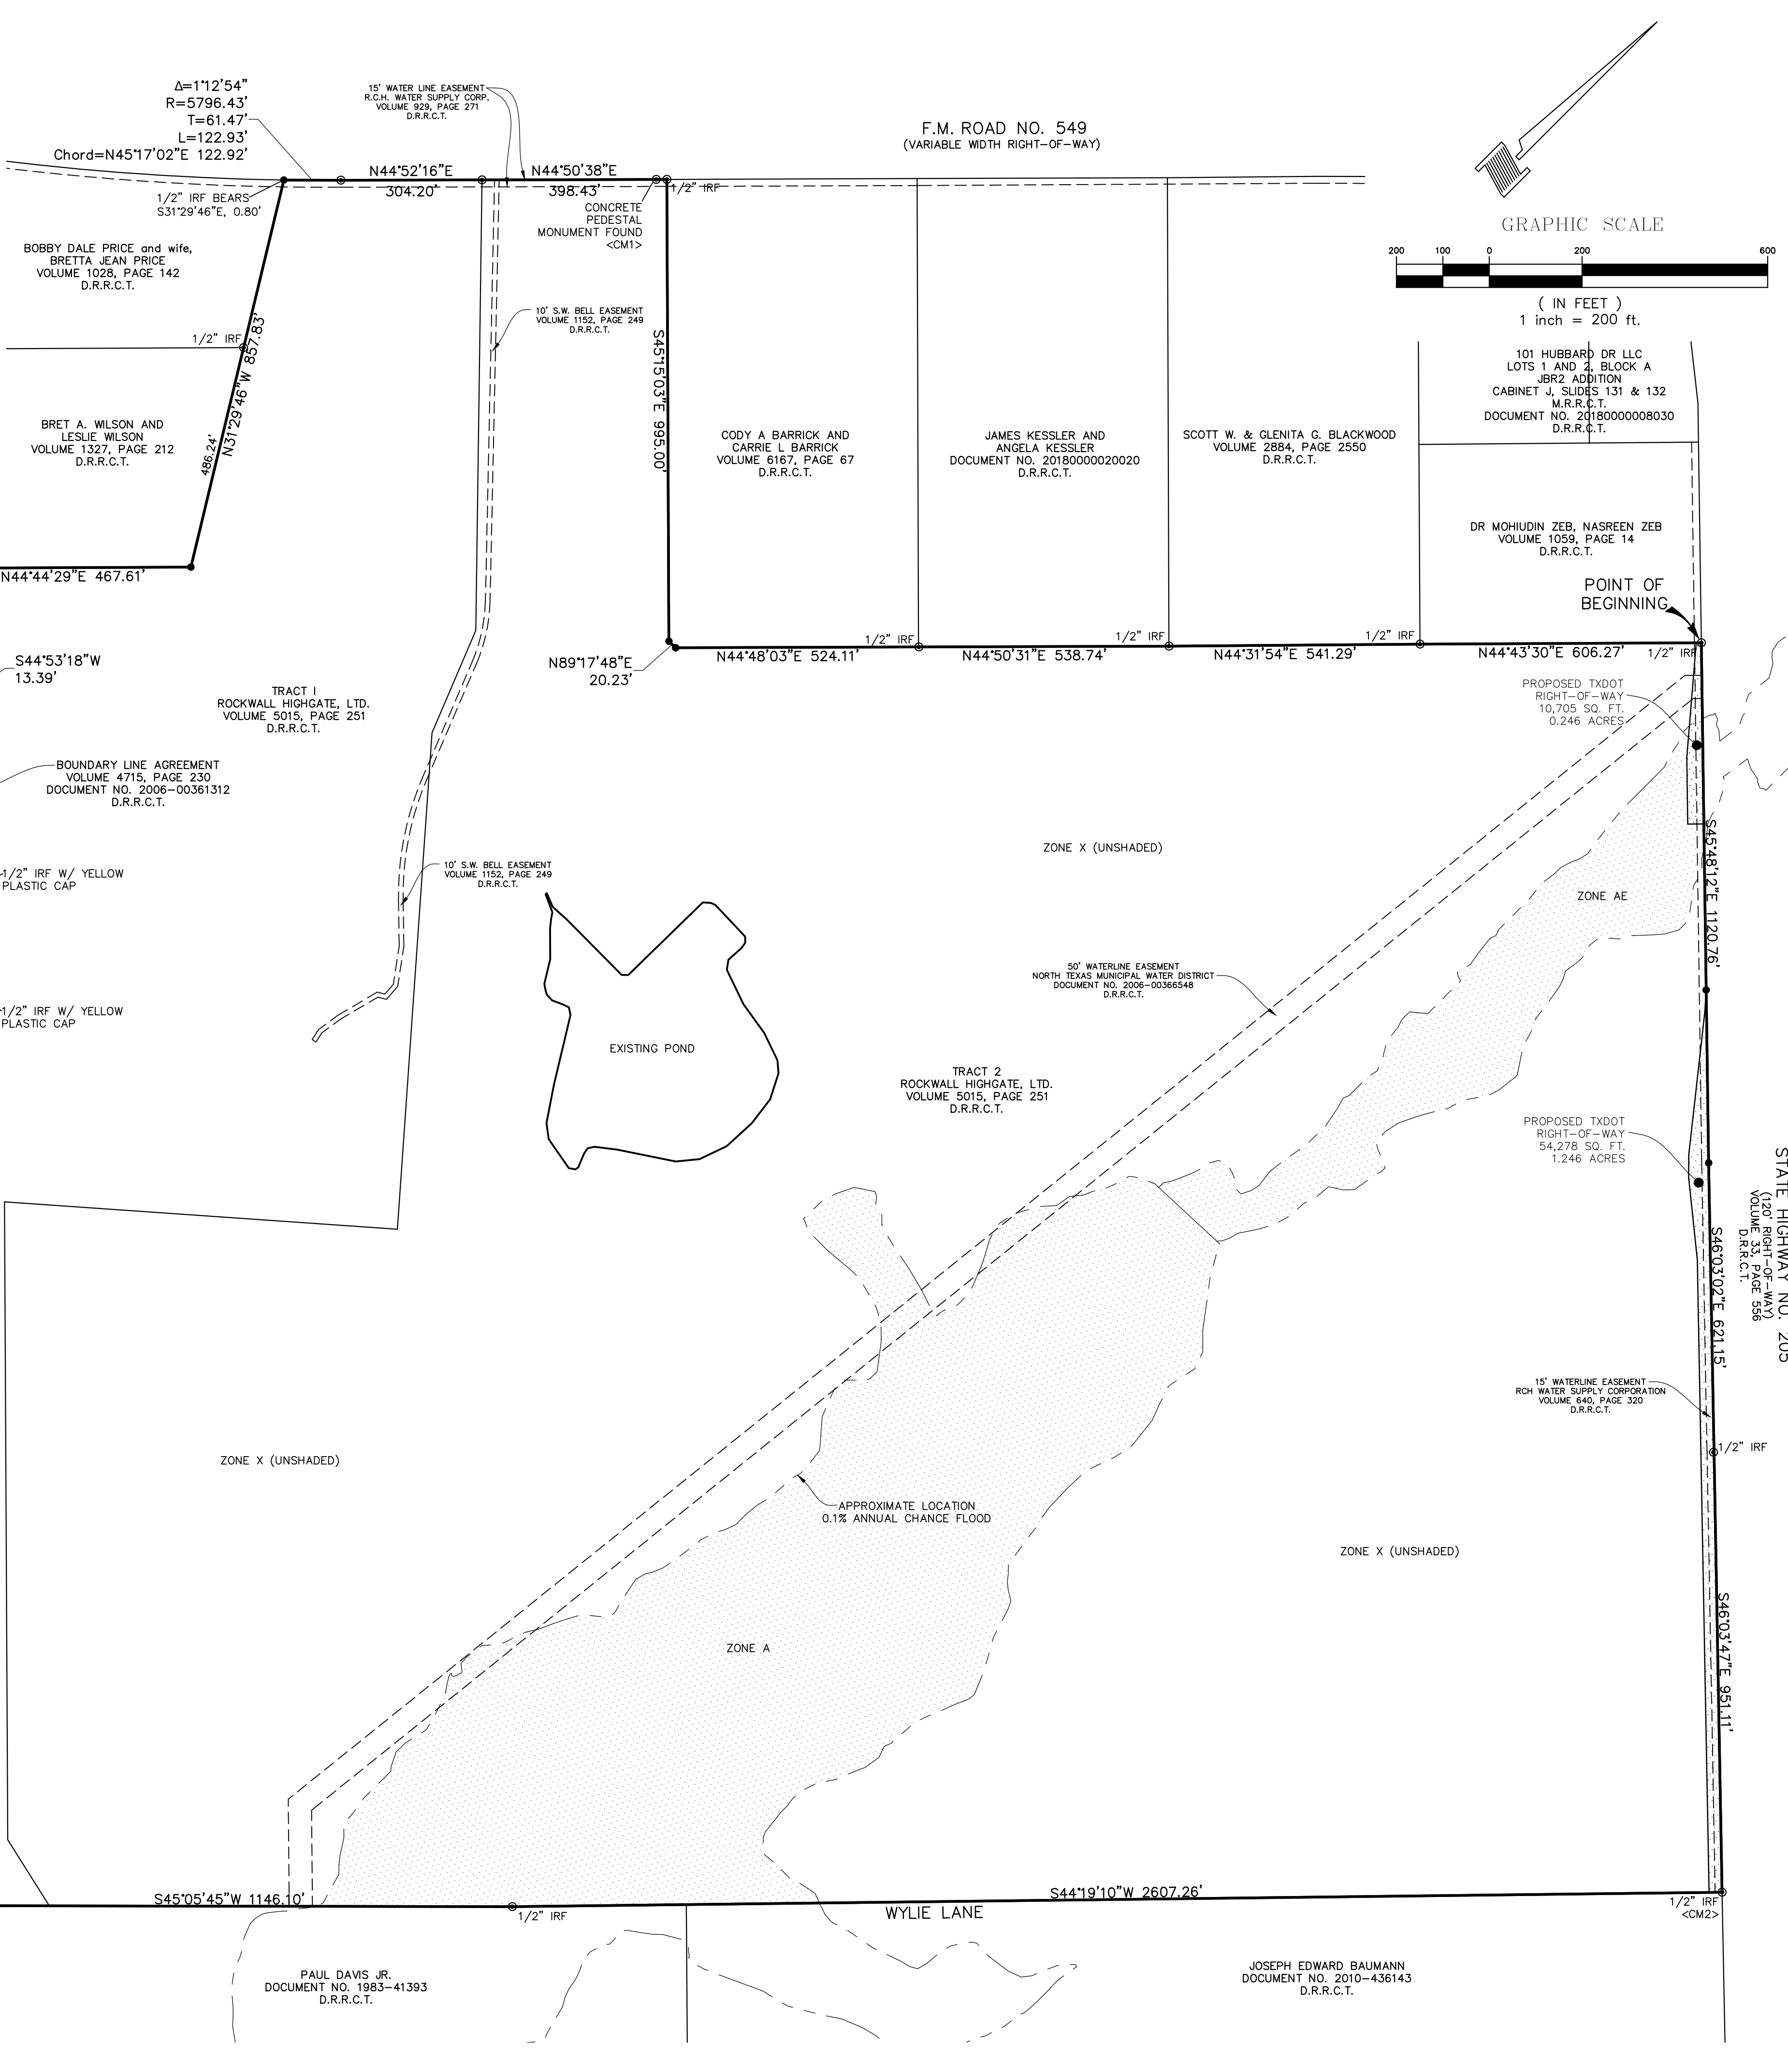 Δ=1°12'54"
R=5796.43'
T=61.47'
L=122.93'
Chord=N45°17'02"E 122.92'
15' WATER LINE EASEMENT
R.C.H. WATER SUPPLY CORP.
VOLUME 929, PAGE 271
D.R.R.C.T.
F.M. ROAD NO. 549
(VARIABLE WIDTH RIGHT-OF-WAY)
N44°52'16"E
304.20'
N44°50'38"E
398.43'
1/2" IRF
1/2" IRF BEARS
S31°29'46"E, 0.80'
CONCRETE
PEDESTAL
MONUMENT FOUND
<CM1>
GRAPHIC SCALE
200 100 0 200 600
( IN FEET )
1 inch = 200 ft.
BOBBY DALE PRICE and wife,
BRETTA JEAN PRICE
VOLUME 1028, PAGE 142
D.R.R.C.T.
1/2" IRF
N31°29'46"W 857.83'
486.24'
BRET A. WILSON AND
LESLIE WILSON
VOLUME 1327, PAGE 212
D.R.R.C.T.
N44°44'29"E 467.61'
10' S.W. BELL EASEMENT
VOLUME 1152, PAGE 249
D.R.R.C.T.
S45°15'03"E 995.00'
CODY A BARRICK AND
CARRIE L BARRICK
VOLUME 6167, PAGE 67
D.R.R.C.T.
JAMES KESSLER AND
ANGELA KESSLER
DOCUMENT NO. 20180000020020
D.R.R.C.T.
SCOTT W. & GLENITA G. BLACKWOOD
VOLUME 2884, PAGE 2550
D.R.R.C.T.
101 HUBBARD DR LLC
LOTS 1 AND 2, BLOCK A
JBR2 ADDITION
CABINET J, SLIDES 131 & 132
M.R.R.C.T.
DOCUMENT NO. 20180000008030
D.R.R.C.T.
DR MOHIUDIN ZEB, NASREEN ZEB
VOLUME 1059, PAGE 14
D.R.R.C.T.
POINT OF
BEGINNING
N89°17'48"E
20.23'
N44°48'03"E 524.11'
1/2" IRF
N44°50'31"E 538.74'
1/2" IRF
N44°31'54"E 541.29'
1/2" IRF
N44°43'30"E 606.27'
1/2" IRF
S44°53'18"W
13.39'
TRACT 1
ROCKWALL HIGHGATE, LTD.
VOLUME 5015, PAGE 251
D.R.R.C.T.
PROPOSED TXDOT
RIGHT-OF-WAY
10,705 SQ. FT.
0.246 ACRES
BOUNDARY LINE AGREEMENT
VOLUME 4715, PAGE 230
DOCUMENT NO. 2006-00361312
D.R.R.C.T.
1/2" IRF W/ YELLOW
PLASTIC CAP
10' S.W. BELL EASEMENT
VOLUME 1152, PAGE 249
D.R.R.C.T.
ZONE X (UNSHADED)
ZONE AE
S45°48'12"E 1120.76'
50' WATERLINE EASEMENT
NORTH TEXAS MUNICIPAL WATER DISTRICT
DOCUMENT NO. 2006-00366548
D.R.R.C.T.
1/2" IRF W/ YELLOW
PLASTIC CAP
EXISTING POND
TRACT 2
ROCKWALL HIGHGATE, LTD.
VOLUME 5015, PAGE 251
D.R.R.C.T.
PROPOSED TXDOT
RIGHT-OF-WAY
54,278 SQ. FT.
1.246 ACRES
STATE HIGHWAY NO. 205
(120' RIGHT-OF-WAY)
VOLUME 33, PAGE 556
D.R.R.C.T.
S46°03'02"E 621.15'
15' WATERLINE EASEMENT
RCH WATER SUPPLY CORPORATION
VOLUME 640, PAGE 320
D.R.R.C.T.
1/2" IRF
ZONE X (UNSHADED)
APPROXIMATE LOCATION
0.1% ANNUAL CHANCE FLOOD
ZONE X (UNSHADED)
ZONE A
S46°03'47"E 951.11'
S45°05'45"W 1146.10'
1/2" IRF
S44°19'10"W 2607.26'
WYLIE LANE
1/2" IRF
<CM2>
PAUL DAVIS JR.
DOCUMENT NO. 1983-41393
D.R.R.C.T.
JOSEPH EDWARD BAUMANN
DOCUMENT NO. 2010-436143
D.R.R.C.T.